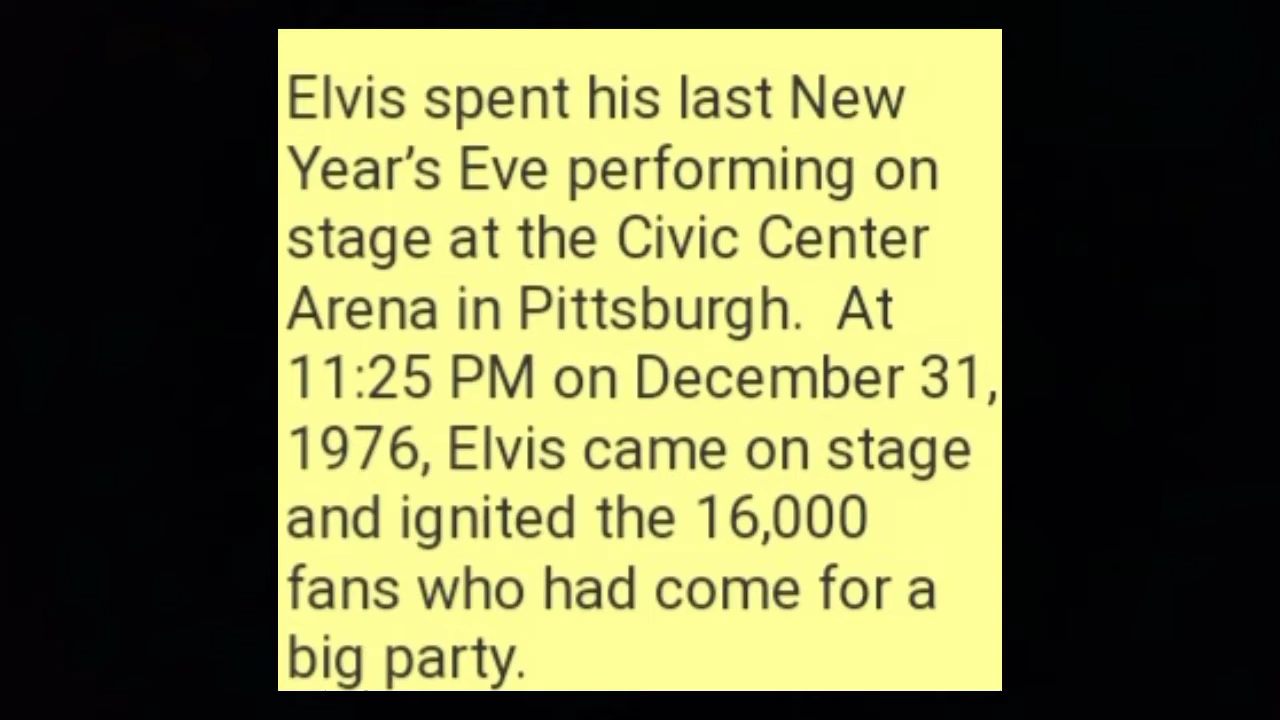 Elvis spent his last New
Year’s Eve performing on
stage at the Civic Center
Arena in Pittsburgh.  At
11:25 PM on December 31,
1976, Elvis came on stage
and ignited the 16,000
fans who had come for a
big party.